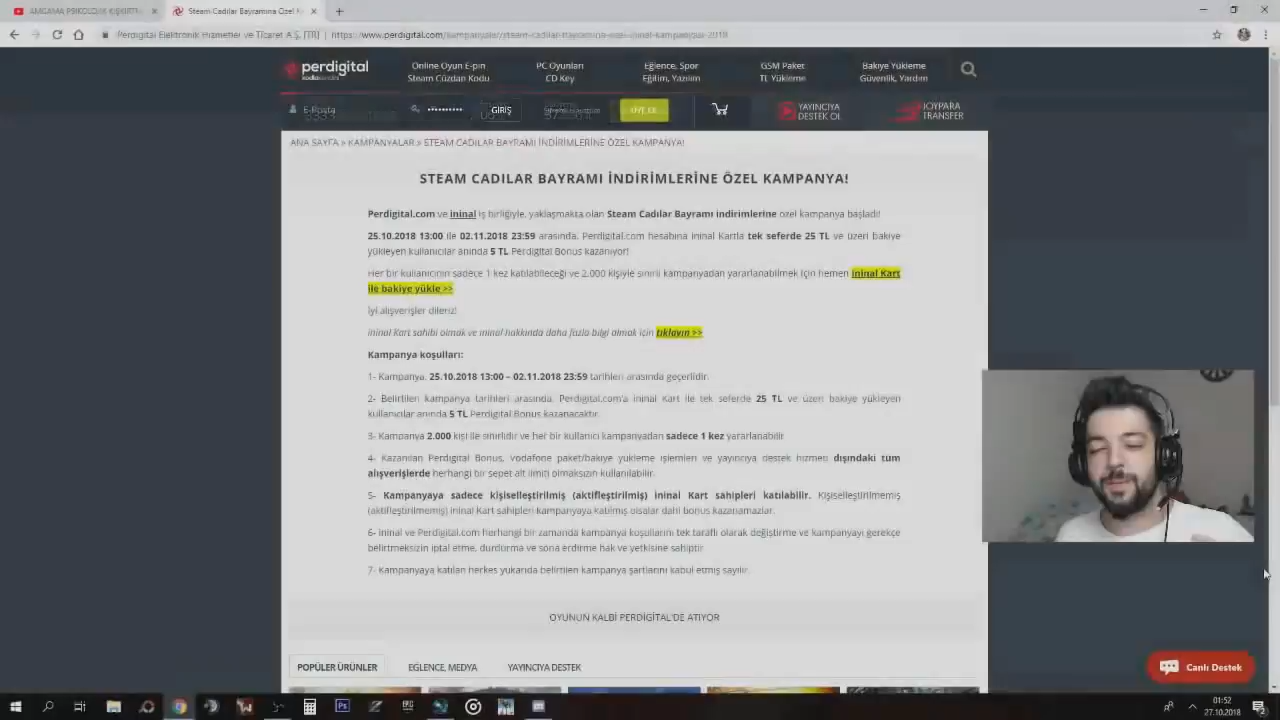 Steam Cadılar Bayramına Özel K
Perdigital Elektronik Hizmetler ve Ticaret A.Ş. [TR] | https://www.perdigital.com/kampanyalar/steam-cadilar-bayramina-ozel-ininal-kampanyasi-2018
perdigital
Online Oyun E-pin
Steam Cüzdan Kodu
PC Oyunları
CD Key
Eğlence, Spor
Eğitim, Yazılım
GSM Paket
TL Yükleme
Bakiye Yükleme
Güvenlik, Yardım
E-Posta
GİRİŞ
ÜYE OL
YAYINCIYA
DESTEK OL
JOYPARA
TRANSFER
ANA SAYFA » KAMPANYALAR » STEAM CADILAR BAYRAMI İNDİRİMLERİNE ÖZEL KAMPANYA!
STEAM CADILAR BAYRAMI İNDİRİMLERİNE ÖZEL KAMPANYA!
Perdigital.com ve ininal iş birliğiyle, yaklaşmakta olan Steam Cadılar Bayramı indirimlerine özel kampanya başladı!
25.10.2018 13:00 ile 02.11.2018 23:59 arasında, Perdigital.com hesabına ininal Kartla tek seferde 25 TL ve üzeri bakiye
yükleyen kullanıcılar anında 5 TL Perdigital Bonus kazanıyor!
Her bir kullanıcının sadece 1 kez katılabileceği ve 2.000 kişiyle sınırlı kampanyadan yararlanabilmek için hemen ininal Kart
ile bakiye yükle >>
İyi alışverişler dileriz!
ininal Kart sahibi olmak ve ininal hakkında daha fazla bilgi almak için tıklayın >>
Kampanya koşulları:
1- Kampanya, 25.10.2018 13:00 – 02.11.2018 23:59 tarihleri arasında geçerlidir.
2- Belirtilen kampanya tarihleri arasında, Perdigital.com'a ininal Kart ile tek seferde 25 TL ve üzeri bakiye yükleyen
kullanıcılar anında 5 TL Perdigital Bonus kazanacaktır.
3- Kampanya 2.000 kişi ile sınırlıdır ve her bir kullanıcı kampanyadan sadece 1 kez yararlanabilir.
4- Kazanılan Perdigital Bonus, vodafone paket/bakiye yükleme işlemleri ve yayıncıya destek hizmeti dışındaki tüm
alışverişlerde herhangi bir sepet alt limiti olmaksızın kullanılabilir.
5- Kampanyaya sadece kişiselleştirilmiş (aktifleştirilmiş) ininal Kart sahipleri katılabilir. Kişiselleştirilmemiş
(aktifleştirilmemiş) ininal Kart sahipleri kampanyaya katılmış olsalar dahi bonus kazanamazlar.
6- ininal ve Perdigital.com herhangi bir zamanda kampanya koşullarını tek taraflı olarak değiştirme ve kampanyayı gerekçe
belirtmeksizin iptal etme, durdurma ve sona erdirme hak ve yetkisine sahiptir.
7- Kampanyaya katılan herkes yukarıda belirtilen kampanya şartlarını kabul etmiş sayılır.
OYUNUN KALBİ PERDİGİTAL'DE ATIYOR
POPÜLER ÜRÜNLER
EĞLENCE, MEDYA
YAYINCIYA DESTEK
Canlı Destek
01:52
27.10.2018